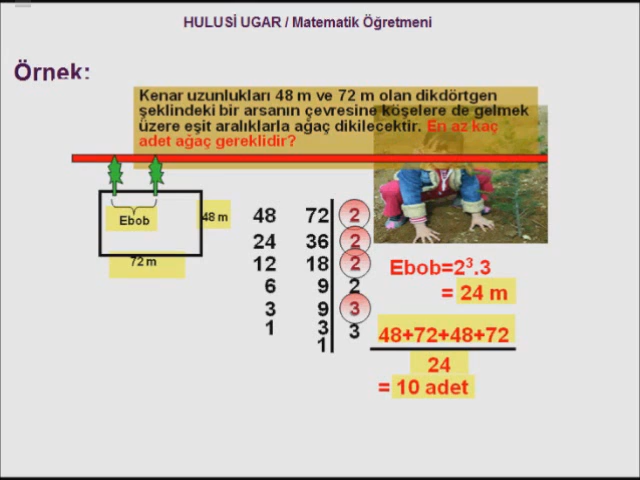 HULUSİ UGAR / Matematik Öğretmeni
Örnek:
Kenar uzunlukları 48 m ve 72 m olan dikdörtgen
şeklindeki bir arsanın çevresine köşelere de gelmek
üzere eşit aralıklarla ağaç dikilecektir. En az kaç
adet ağaç gereklidir?
Ebob
48 m
72 m
48 72 2
24 36 2
12 18 2
6 9 2
3 9 3
1 3 3
1
Ebob=2³.3
= 24 m
48+72+48+72
24
= 10 adet